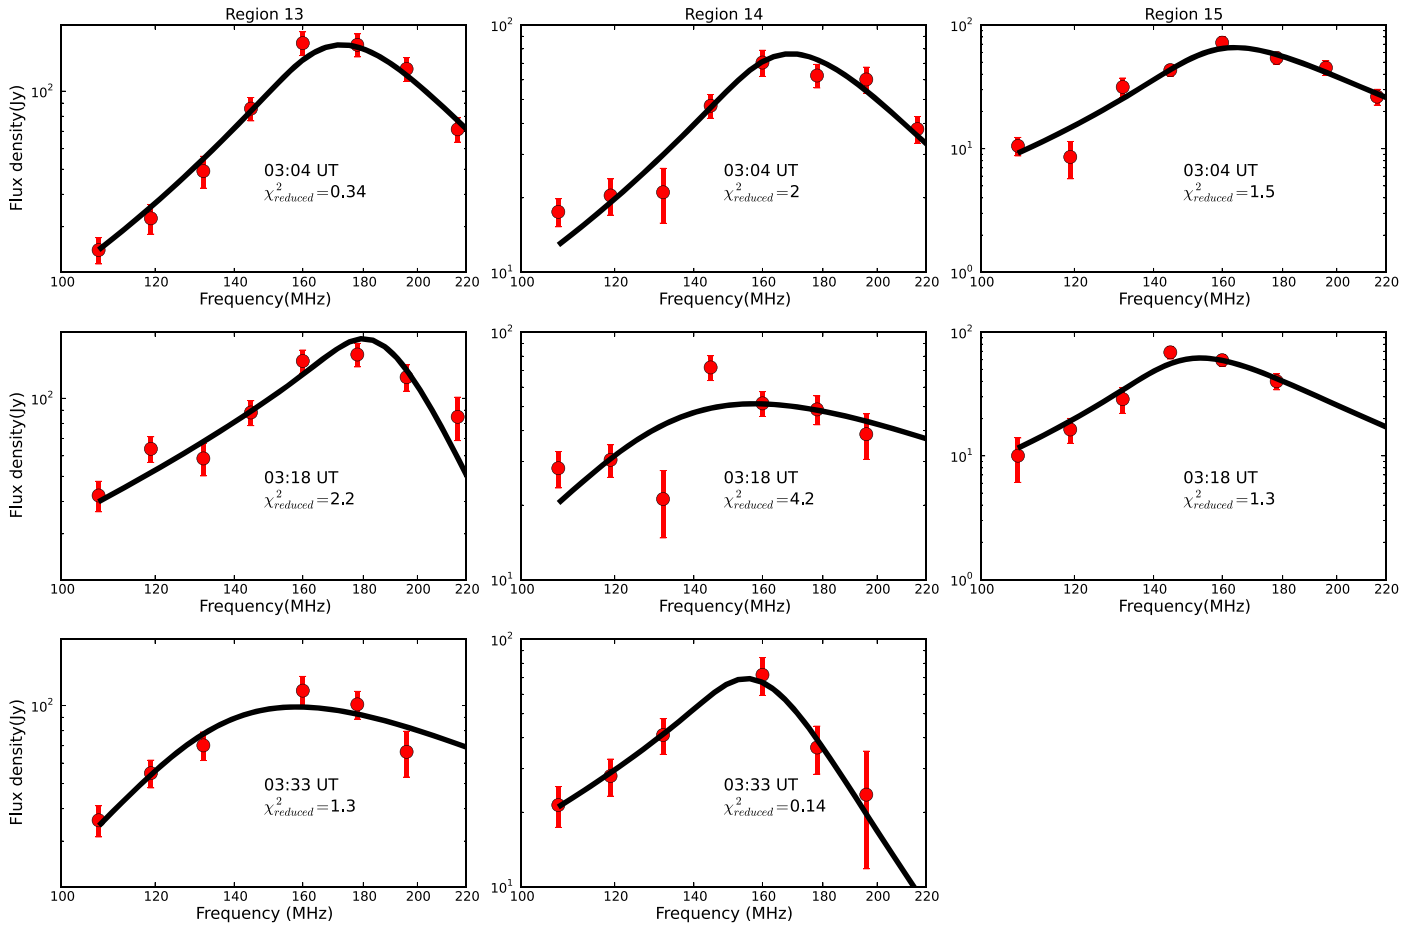 Region 13
Region 14
Region 15
Flux density(Jy)
10^2
03:04 UT
χ^2_reduced=0.34
100 120 140 160 180 200 220
Frequency(MHz)
10^2
10^1
03:04 UT
χ^2_reduced=2
100 120 140 160 180 200 220
Frequency(MHz)
10^2
10^1
10^0
03:04 UT
χ^2_reduced=1.5
100 120 140 160 180 200 220
Frequency(MHz)
Flux density(Jy)
10^2
03:18 UT
χ^2_reduced=2.2
100 120 140 160 180 200 220
Frequency(MHz)
10^2
10^1
03:18 UT
χ^2_reduced=4.2
100 120 140 160 180 200 220
Frequency(MHz)
10^2
10^1
10^0
03:18 UT
χ^2_reduced=1.3
100 120 140 160 180 200 220
Frequency(MHz)
Flux density(Jy)
10^2
03:33 UT
χ^2_reduced=1.3
100 120 140 160 180 200 220
Frequency (MHz)
10^2
10^1
03:33 UT
χ^2_reduced=0.14
100 120 140 160 180 200 220
Frequency(MHz)